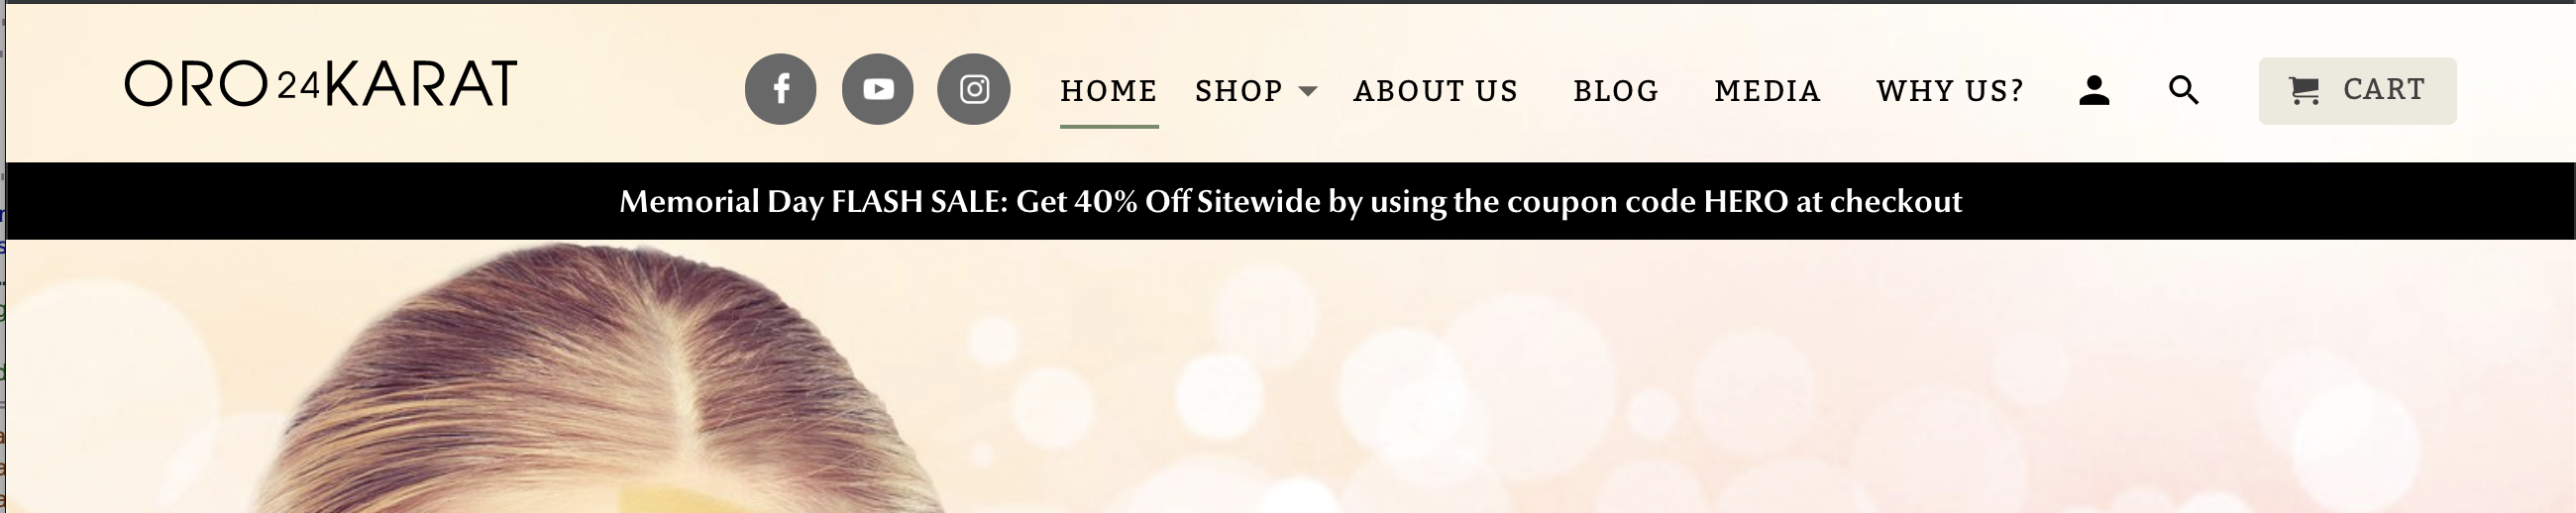 ORO 24 KARAT
HOME SHOP ABOUT US BLOG MEDIA WHY US? CART
Memorial Day FLASH SALE: Get 40% Off Sitewide by using the coupon code HERO at checkout